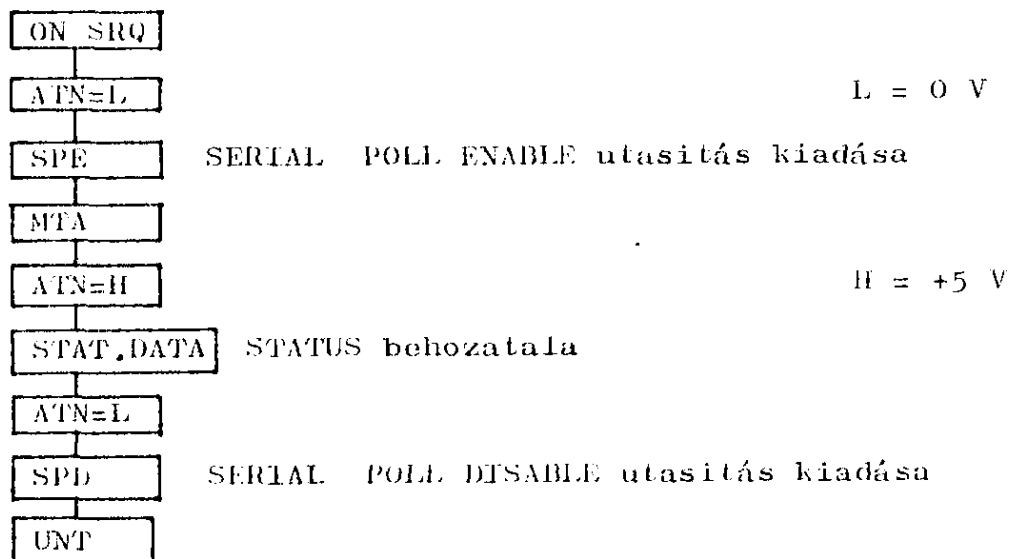 ON SRQ
ATN=L L = 0 V
SPE SERIAL POLL ENABLE utasitás kiadása
MTA
ATN=H H = +5 V
STAT.DATA STATUS behozatala
ATN=L
SPD SERIAL POLL DISABLE utasitás kiadása
UNT